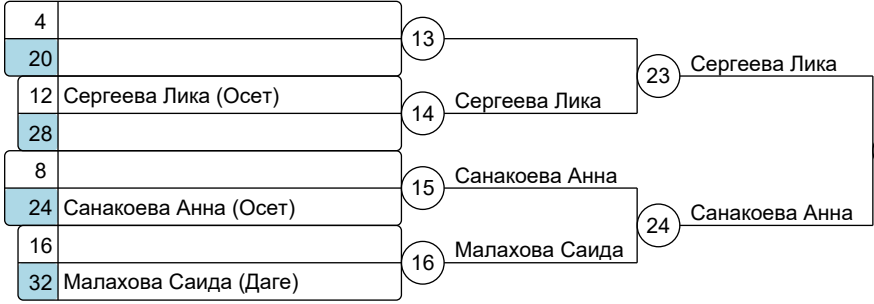 4
13
20
23 Сергеева Лика
12 Сергеева Лика (Осет)
14 Сергеева Лика
28
8
15 Санакоева Анна
24 Санакоева Анна (Осет)
24 Санакоева Анна
16
16 Малахова Саида
32 Малахова Саида (Даге)